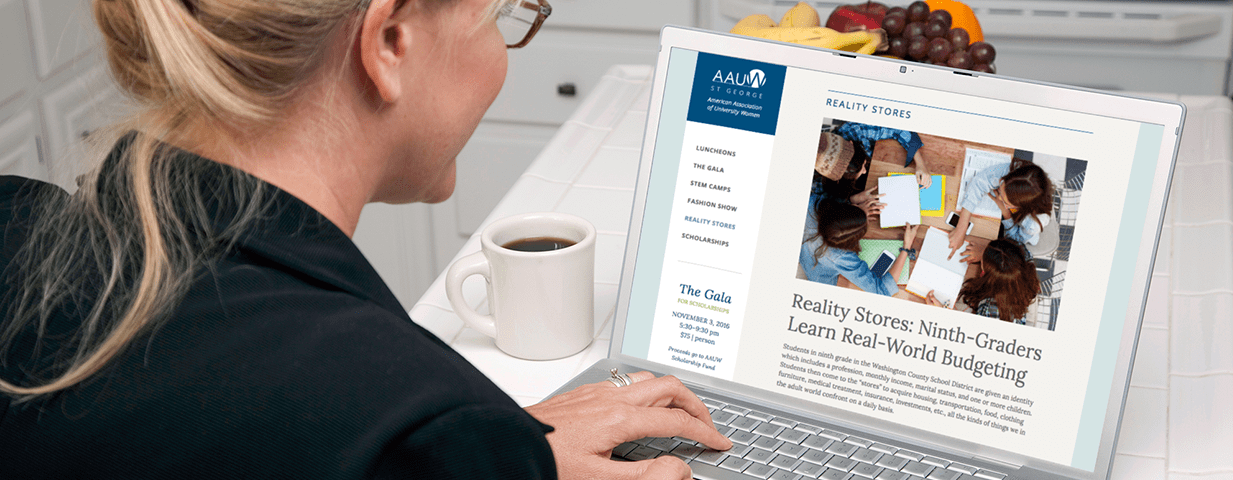 AAUW
ST GEORGE
American Association
of University Women
LUNCHEONS
THE GALA
STEM CAMPS
FASHION SHOW
REALITY STORES
SCHOLARSHIPS
The Gala
FOR SCHOLARSHIPS
NOVEMBER 3, 2016
5:30–9:30 pm
$75 | person
Proceeds go to AAUW
Scholarship Fund
REALITY STORES
Reality Stores: Ninth-Graders
Learn Real-World Budgeting
Students in ninth grade in the Washington County School District are given an identity
which includes a profession, monthly income, marital status, and one or more children.
Students then come to the "stores" to acquire housing, transportation, food, clothing
furniture, medical treatment, insurance, investments, etc., all the kinds of things we in
the adult world confront on a daily basis.